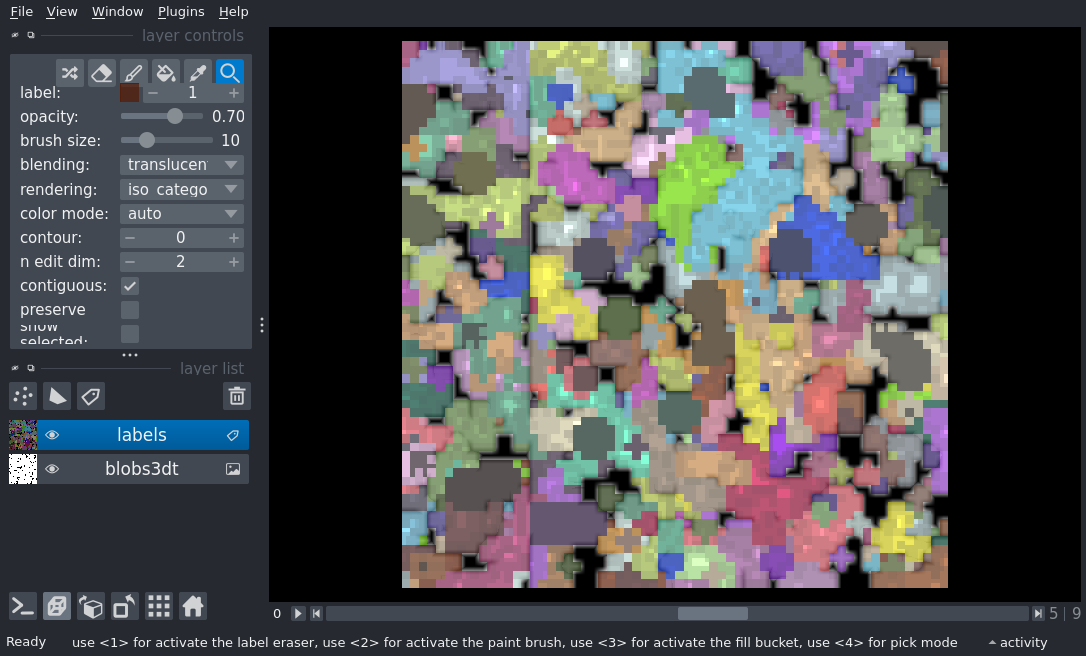 File View Window Plugins Help
layer controls
label: − 1 +
opacity: 0.70
brush size: 10
blending: translucen
rendering: iso_catego
color mode: auto
contour: − 0 +
n edit dim: − 2 +
contiguous:
preserve
show
selected:
layer list
labels
blobs3dt
0 5 | 9
Ready use <1> for activate the label eraser, use <2> for activate the paint brush, use <3> for activate the fill bucket, use <4> for pick mode activity